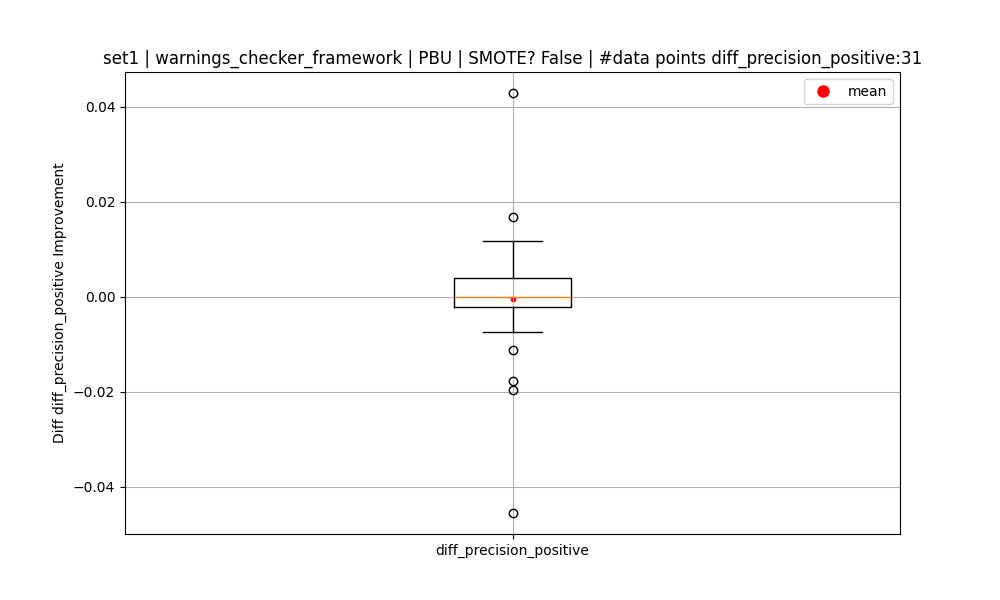 set1 | warnings_checker_framework | PBU | SMOTE? False | #data points diff_precision_positive:31
mean
0.04
0.02
0.00
−0.02
−0.04
Diff diff_precision_positive Improvement
diff_precision_positive